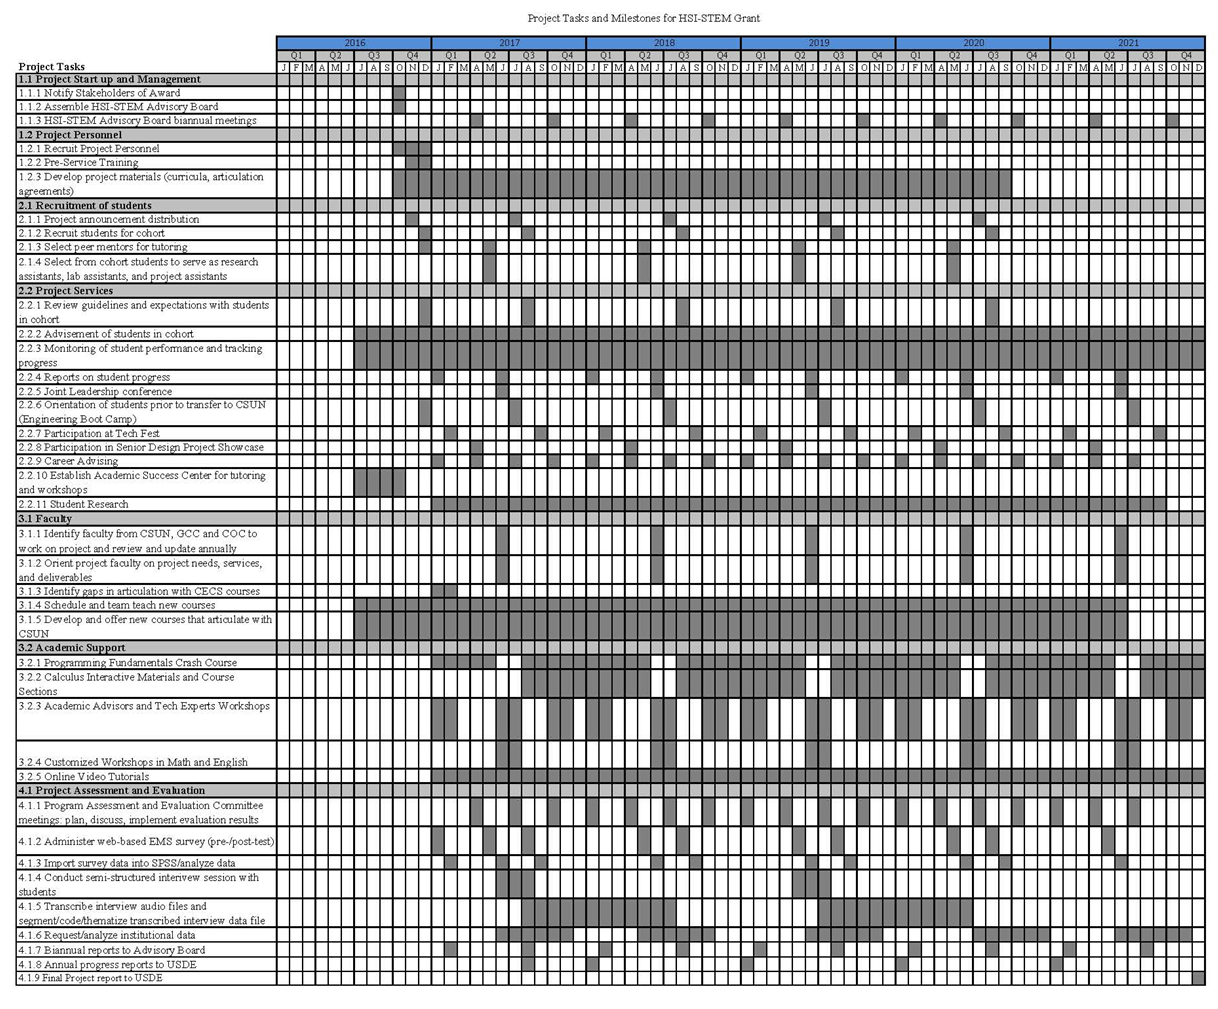 Project Tasks and Milestones for HSI-STEM Grant
2016 2017 2018 2019 2020 2021
Q1 Q2 Q3 Q4 Q1 Q2 Q3 Q4 Q1 Q2 Q3 Q4 Q1 Q2 Q3 Q4 Q1 Q2 Q3 Q4 Q1 Q2 Q3 Q4
Project Tasks J F M A M J J A S O N D J F M A M J J A S O N D J F M A M J J A S O N D J F M A M J J A S O N D J F M A M J J A S O N D J F M A M J J A S O N D
1.1 Project Start up and Management
1.1.1 Notify Stakeholders of Award
1.1.2 Assemble HSI-STEM Advisory Board
1.1.3 HSI-STEM Advisory Board biannual meetings
1.2 Project Personnel
1.2.1 Recruit Project Personnel
1.2.2 Pre-Service Training
1.2.3 Develop project materials (curricula, articulation
agreements)
2.1 Recruitment of students
2.1.1 Project announcement distribution
2.1.2 Recruit students for cohort
2.1.3 Select peer mentors for tutoring
2.1.4 Select from cohort students to serve as research
assistants, lab assistants, and project assistants
2.2 Project Services
2.2.1 Review guidelines and expectations with students
in cohort
2.2.2 Advisement of students in cohort
2.2.3 Monitoring of student performance and tracking
progress
2.2.4 Reports on student progress
2.2.5 Joint Leadership conference
2.2.6 Orientation of students prior to transfer to CSUN
(Engineering Boot Camp)
2.2.7 Participation at Tech Fest
2.2.8 Participation in Senior Design Project Showcase
2.2.9 Career Advising
2.2.10 Establish Academic Success Center for tutoring
and workshops
2.2.11 Student Research
3.1 Faculty
3.1.1 Identify faculty from CSUN, GCC and COC to
work on project and review and update annually
3.1.2 Orient project faculty on project needs, services,
and deliverables
3.1.3 Identify gaps in articulation with CECS courses
3.1.4 Schedule and team teach new courses
3.1.5 Develop and offer new courses that articulate with
CSUN
3.2 Academic Support
3.2.1 Programming Fundamentals Crash Course
3.2.2 Calculus Interactive Materials and Course
Sections
3.2.3 Academic Advisors and Tech Experts Workshops
3.2.4 Customized Workshops in Math and English
3.2.5 Online Video Tutorials
4.1 Project Assessment and Evaluation
4.1.1 Program Assessment and Evaluation Committee
meetings: plan, discuss, implement evaluation results
4.1.2 Administer web-based EMS survey (pre-/post-test)
4.1.3 Import survey data into SPSS/analyze data
4.1.4 Conduct semi-structured interivew session with
students
4.1.5 Transcribe interview audio files and
segment/code/thematize transcribed interview data file
4.1.6 Request/analyze institutional data
4.1.7 Biannual reports to Advisory Board
4.1.8 Annual progress reports to USDE
4.1.9 Final Project report to USDE